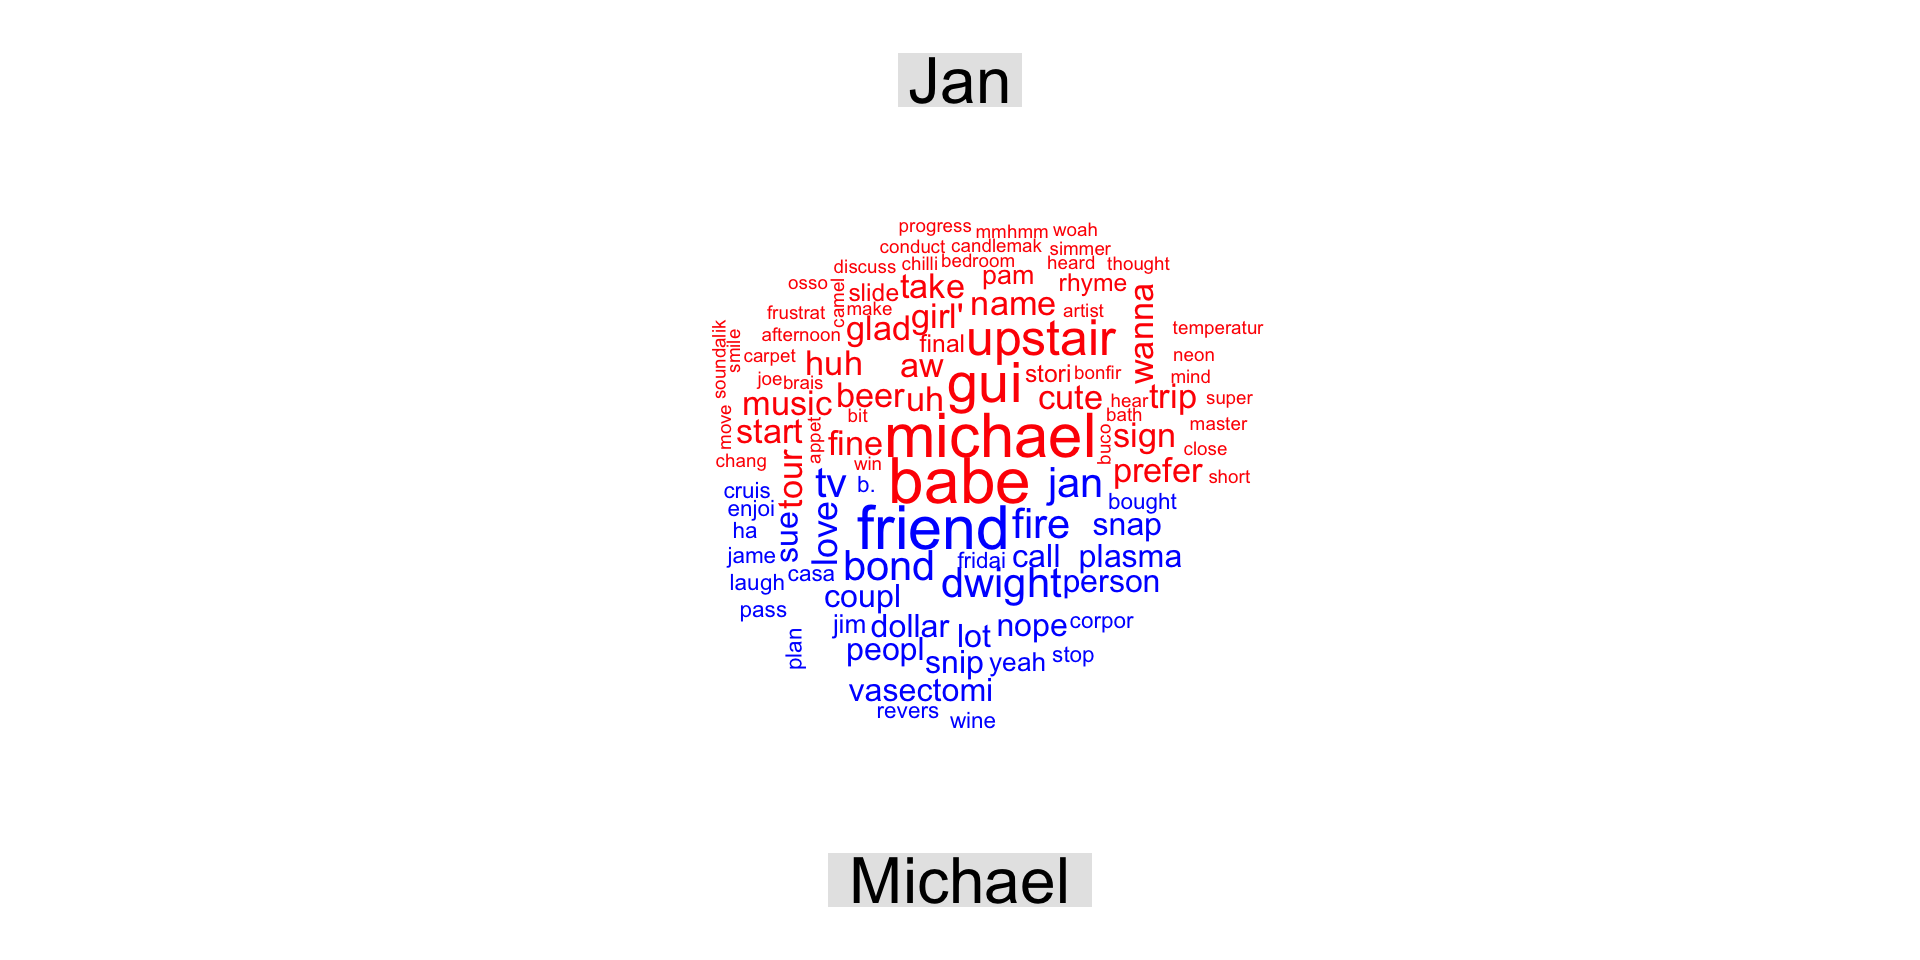 Jan
progress mmhmm woah
conduct candlemak simmer
discuss chilli bedroom heard thought
osso camel slide take pam rhyme
frustrat make girl' name artist wanna
soundalik smile afternoon glad final upstair temperatur
carpet huh aw neon
joe brais gui stori bonfir mind
music beer uh cute hear trip super
move start bit bath master
chang appet fine michael buco sign close
win babe prefer short
tour tv b. jan
cruis bought
enjoi sue love friend fire snap
ha
jame casa bond fridai call plasma
laugh dwight person
pass coupl
plan jim dollar lot nope corpor
peopl snip yeah stop
vasectomi
revers wine
Michael